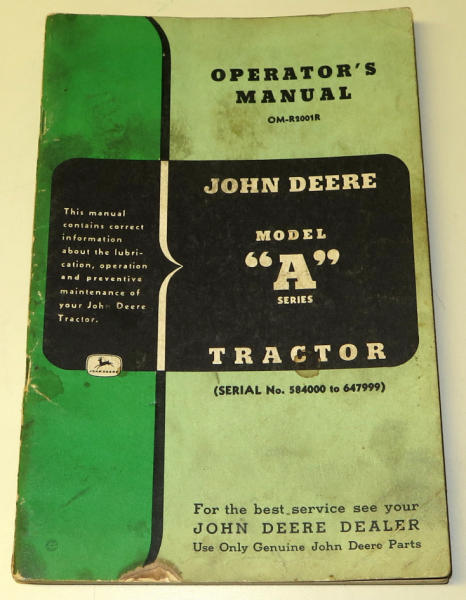 OPERATOR'S
MANUAL
OM-R2001R
JOHN DEERE
MODEL
"A"
SERIES
TRACTOR
(SERIAL No. 584000 to 647999)
This manual
contains correct
information
about the lubri-
cation, operation
and preventive
maintenance of
your John Deere
Tractor.
JOHN DEERE
For the best service see your
JOHN DEERE DEALER
Use Only Genuine John Deere Parts